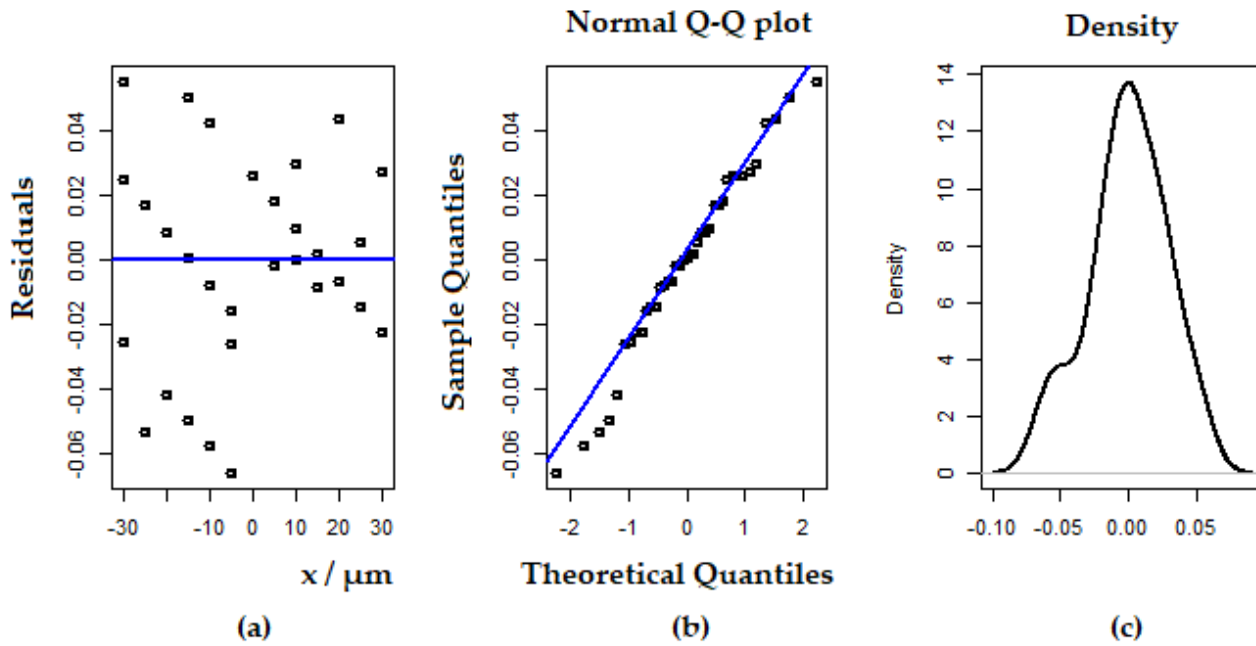 Normal Q-Q plot
Density
Residuals
-0.06 -0.04 -0.02 0.00 0.02 0.04
-30 -10 0 10 20 30
x / µm
(a)
Sample Quantiles
-0.06 -0.04 -0.02 0.00 0.02 0.04
-2 -1 0 1 2
Theoretical Quantiles
(b)
Density
0 2 4 6 8 10 12 14
-0.10 -0.05 0.00 0.05
(c)